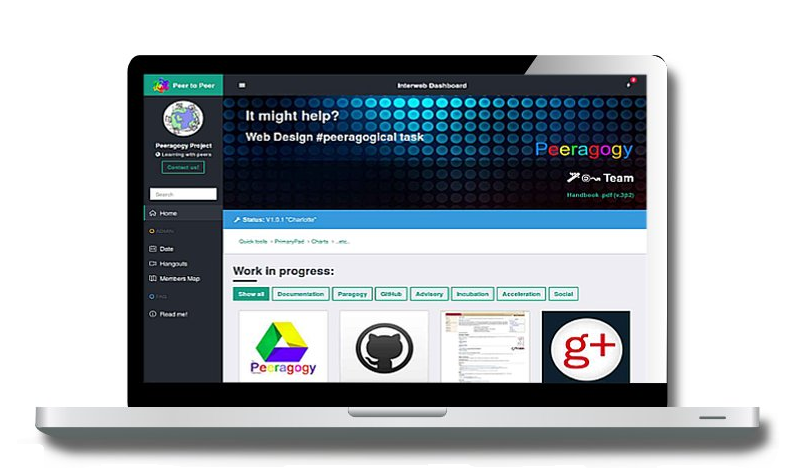 Peer to Peer
Interweb Dashboard
It might help?
Web Design #peeragogical task
Peeragogy
Team
Handbook .pdf (v.3|t2)
Peeragogy Project
Learning with peers
Contact us!
Search
Home
ADMIN
Date
Hangouts
Members Map
FAQ
Read me!
Status: V1.0.1 "Charlotte"
Quick tools > PrimaryPad > Charts > ...etc.
Work in progress:
Show all
Documentation
Paragogy
GitHub
Advisory
Incubation
Acceleration
Social
Peeragogy
g+